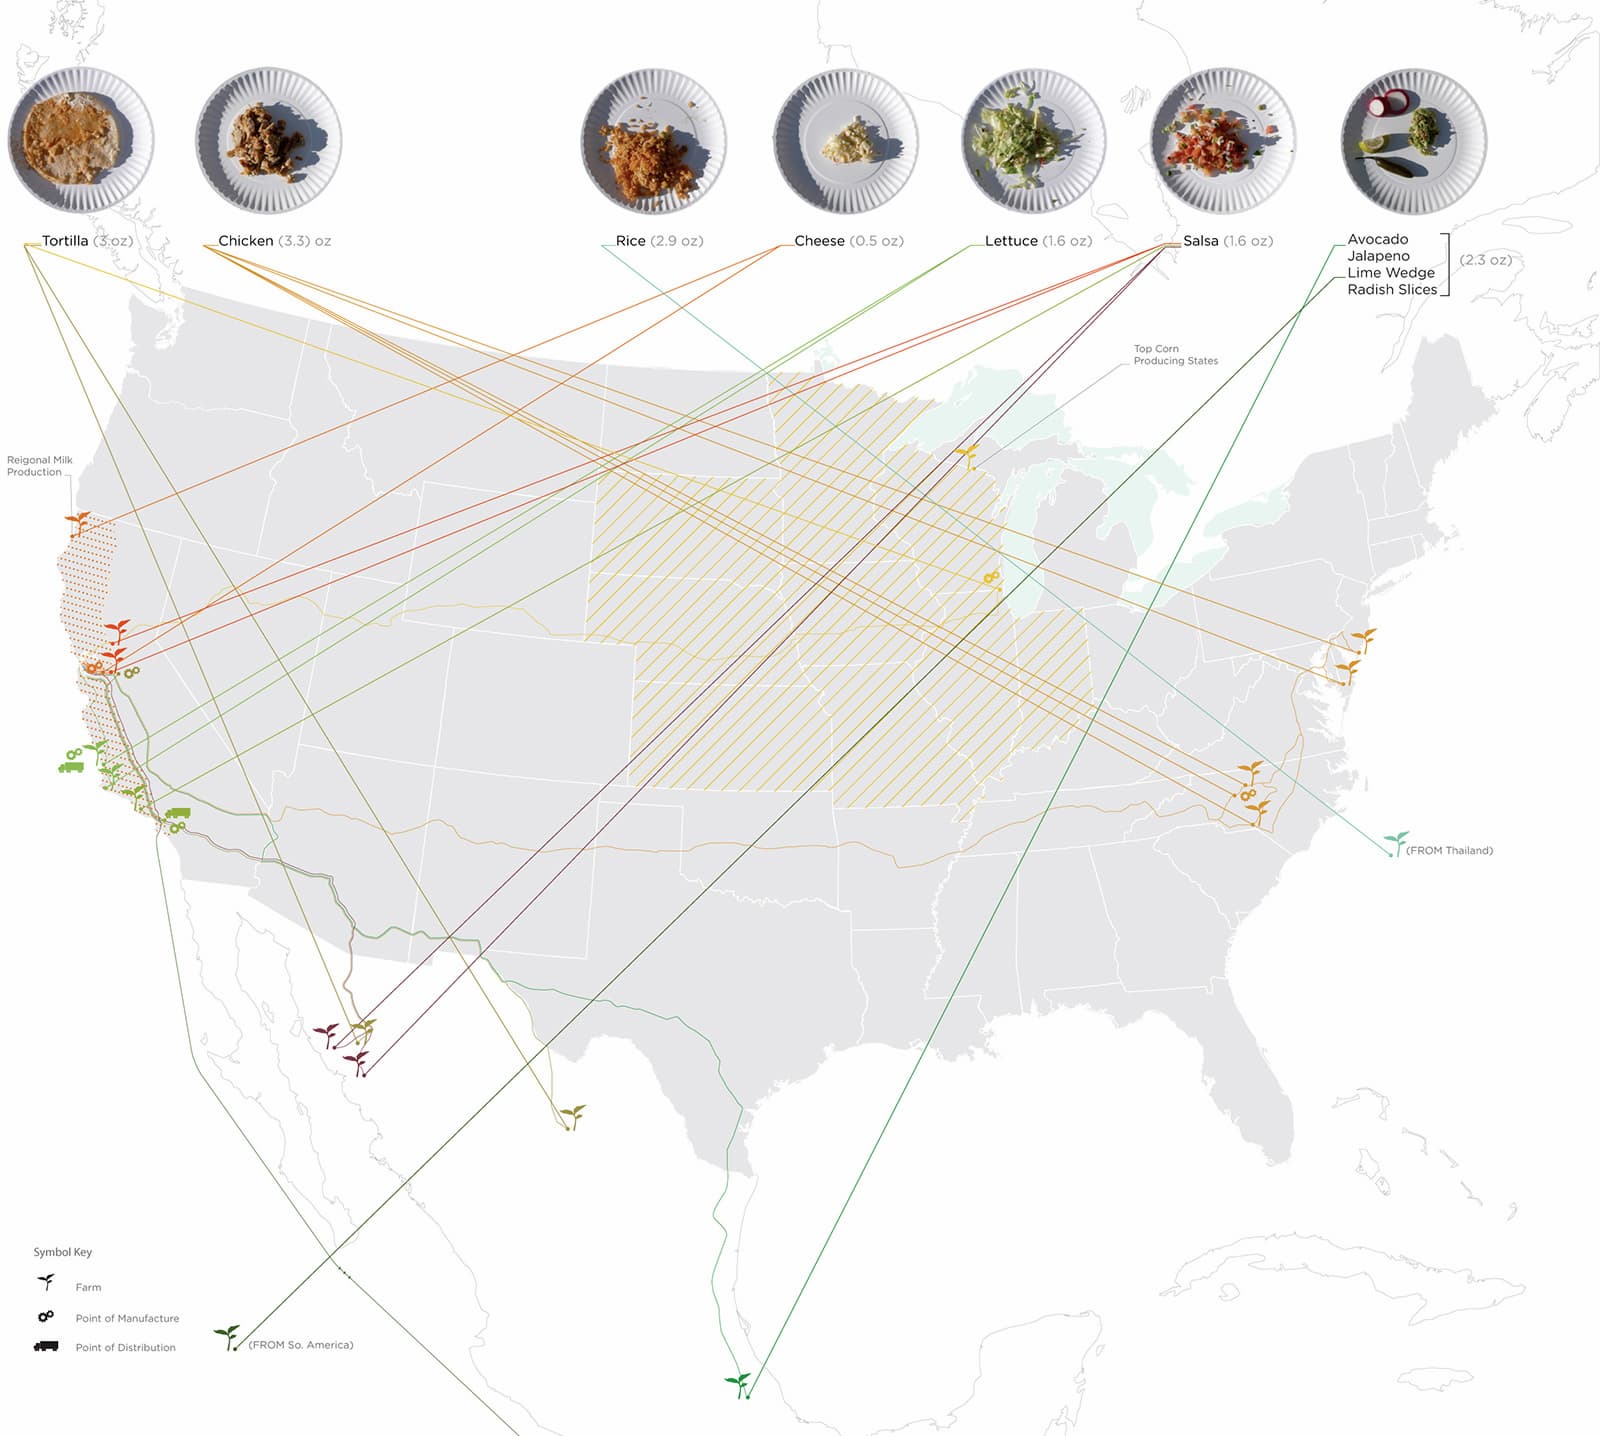 Tortilla (3.oz)
Chicken (3.3) oz
Rice (2.9 oz)
Cheese (0.5 oz)
Lettuce (1.6 oz)
Salsa (1.6 oz)
Avocado
Jalapeno
Lime Wedge
Radish Slices
(2.3 oz)
Top Corn
Producing States
Reigonal Milk
Production
(FROM Thailand)
Symbol Key
Farm
Point of Manufacture
Point of Distribution
(FROM So. America)